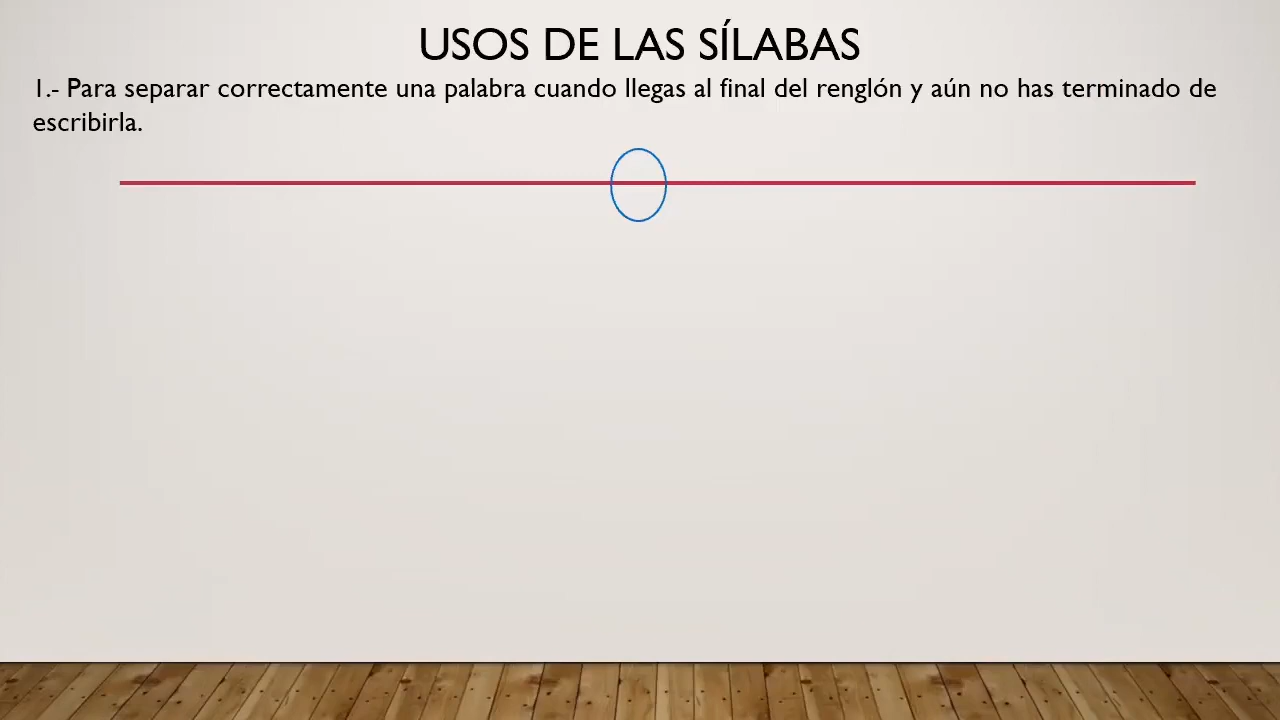 USOS DE LAS SÍLABAS
1.- Para separar correctamente una palabra cuando llegas al final del renglón y aún no has terminado de
escribirla.